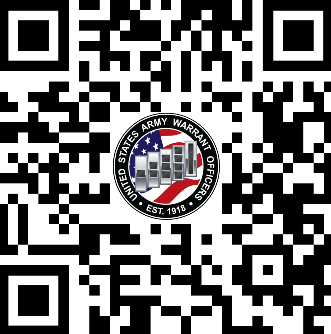 UNITED STATES ARMY WARRANT OFFICERS
• EST. 1918 •